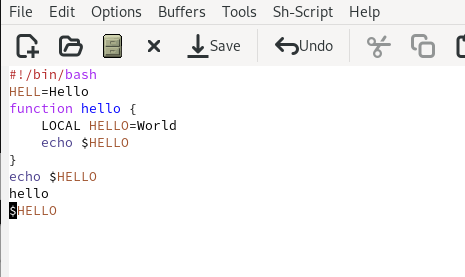 File Edit Options Buffers Tools Sh-Script Help
Save Undo
#!/bin/bash
HELL=Hello
function hello {
    LOCAL HELLO=World
    echo $HELLO
}
echo $HELLO
hello
$HELLO